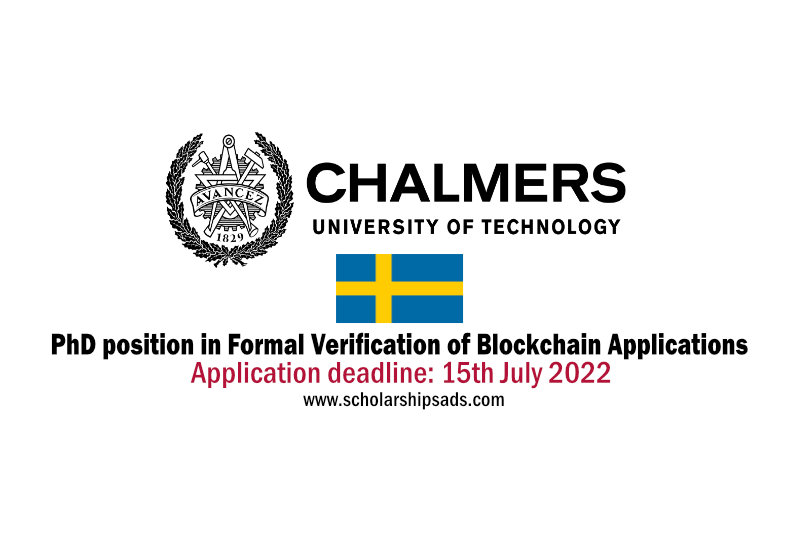 AVANCEZ
1829
CHALMERS
UNIVERSITY OF TECHNOLOGY
PhD position in Formal Verification of Blockchain Applications
Application deadline: 15th July 2022
www.scholarshipsads.com